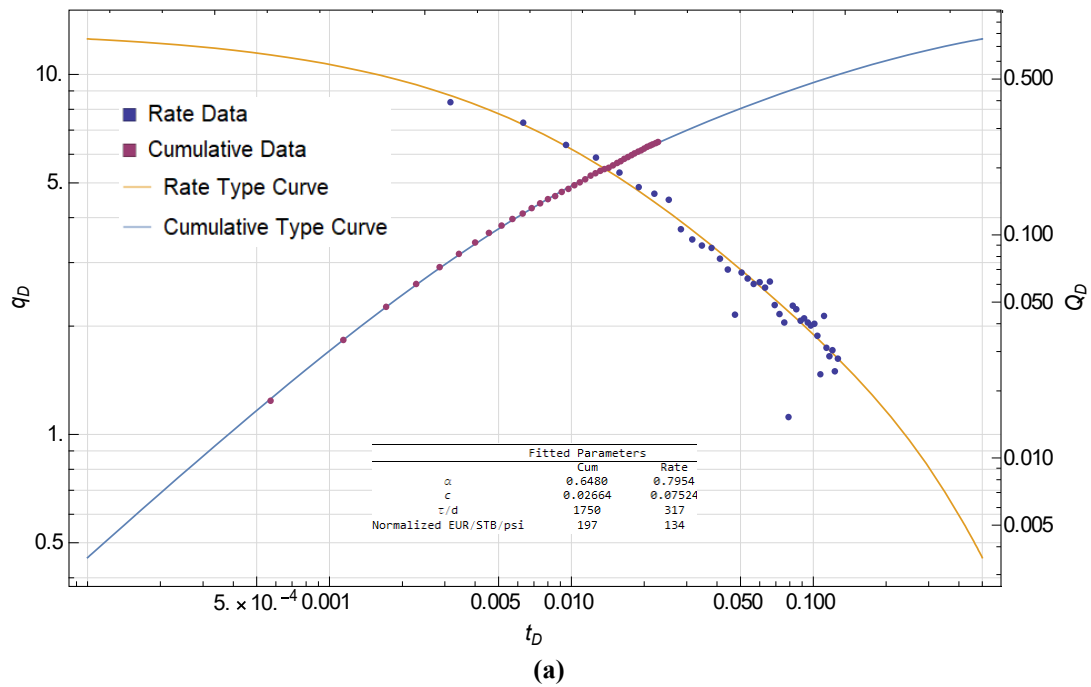 10.
5.
1.
0.5
q_D
Rate Data
Cumulative Data
Rate Type Curve
Cumulative Type Curve
0.500
0.100
0.050
0.010
0.005
Q_D
Fitted Parameters
Cum Rate
α 0.6480 0.7954
c 0.02664 0.07524
τ/d 1750 317
Normalized EUR/STB/psi 197 134
5. × 10⁻⁴ 0.001 0.005 0.010 0.050 0.100
t_D
(a)